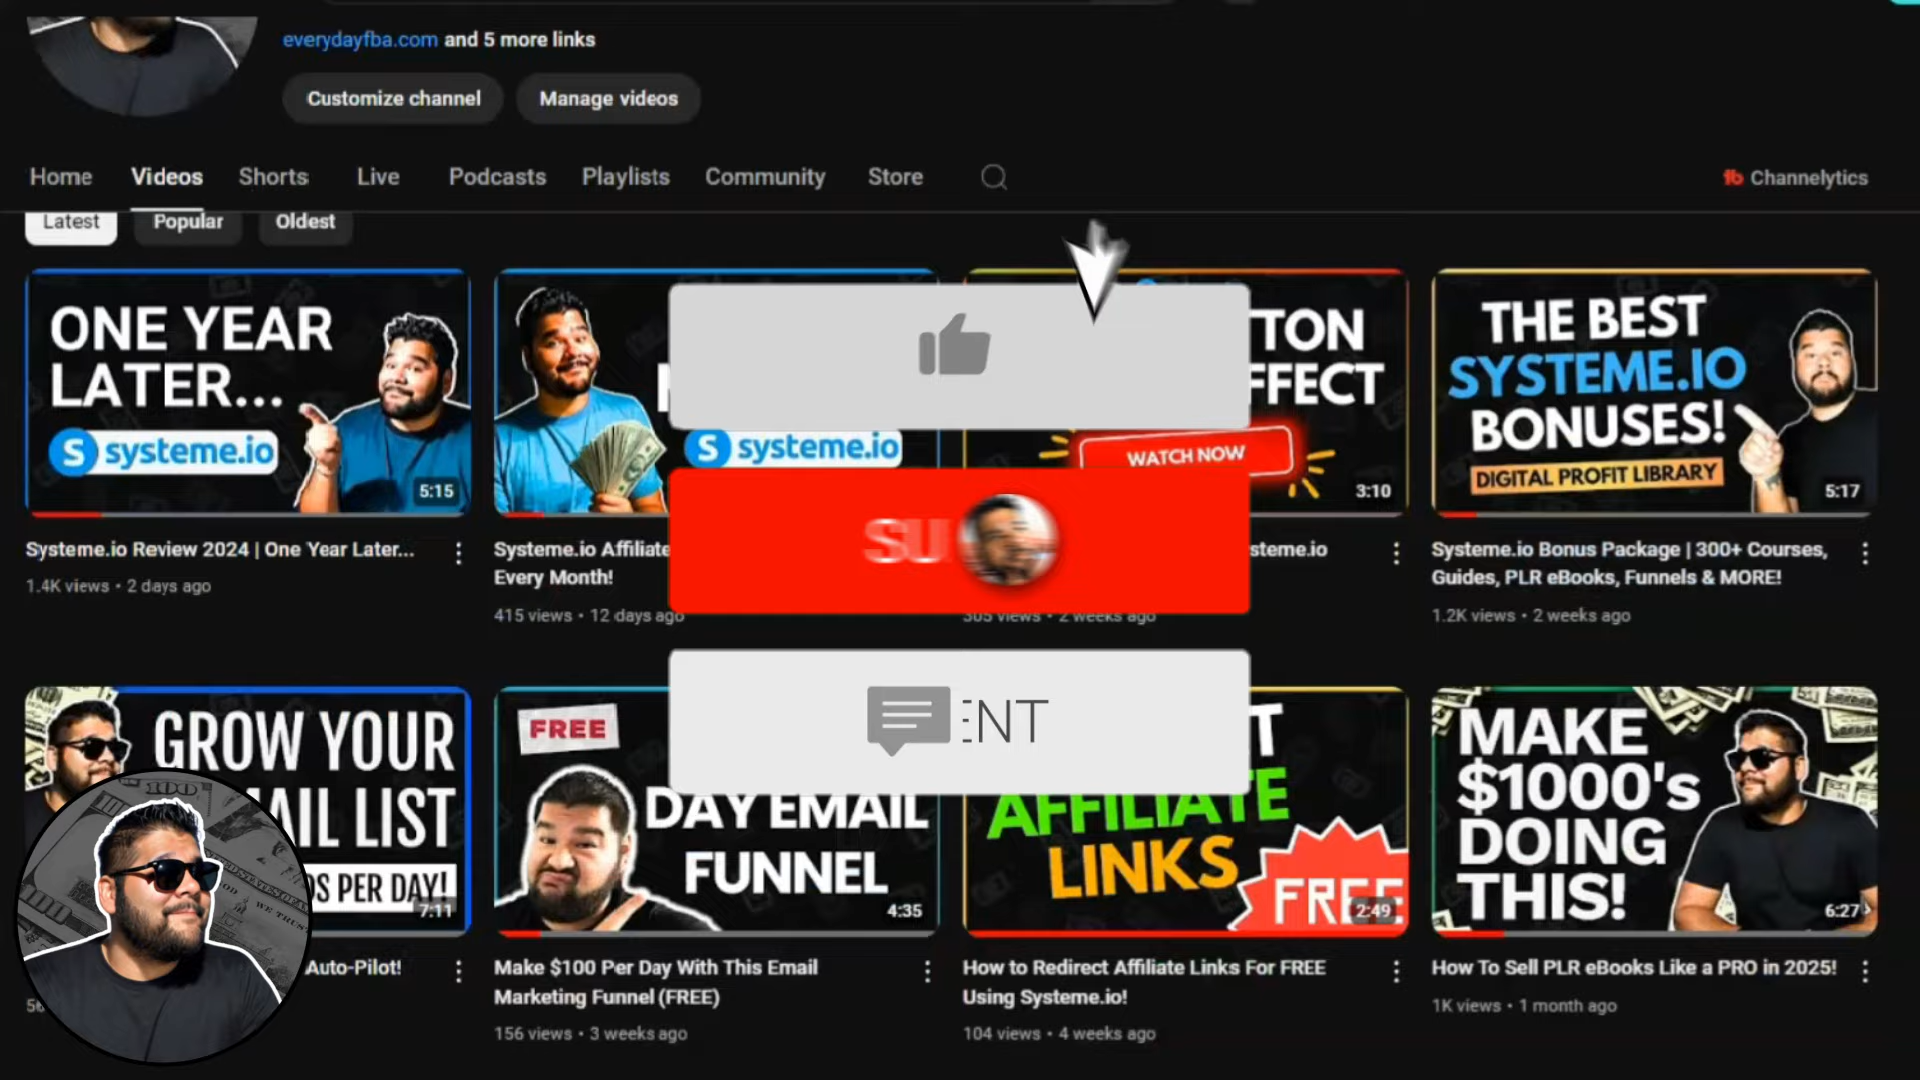 everydayfba.com and 5 more links
Customize channel
Manage videos
Home
Videos
Shorts
Live
Podcasts
Playlists
Community
Store
Channelytics
Latest
Popular
Oldest
ONE YEAR
LATER...
S systeme.io
5:15
S systeme.io
TON
FFECT
WATCH NOW
3:10
THE BEST
SYSTEME.IO
BONUSES!
DIGITAL PROFIT LIBRARY
5:17
SU
Systeme.io Review 2024 | One Year Later...
1.4K views • 2 days ago
Systeme.io Affiliate
Every Month!
415 views • 12 days ago
steme.io
305 views • 2 weeks ago
Systeme.io Bonus Package | 300+ Courses,
Guides, PLR eBooks, Funnels & MORE!
1.2K views • 2 weeks ago
ENT
GROW YOUR
AIL LIST
DS PER DAY!
7:11
FREE
DAY EMAIL
FUNNEL
4:35
T
AFFILIATE
LINKS
FREE
2:49
MAKE
$1000's
DOING
THIS!
6:27
Auto-Pilot!
Make $100 Per Day With This Email
Marketing Funnel (FREE)
156 views • 3 weeks ago
How to Redirect Affiliate Links For FREE
Using Systeme.io!
104 views • 4 weeks ago
How To Sell PLR eBooks Like a PRO in 2025!
1K views • 1 month ago